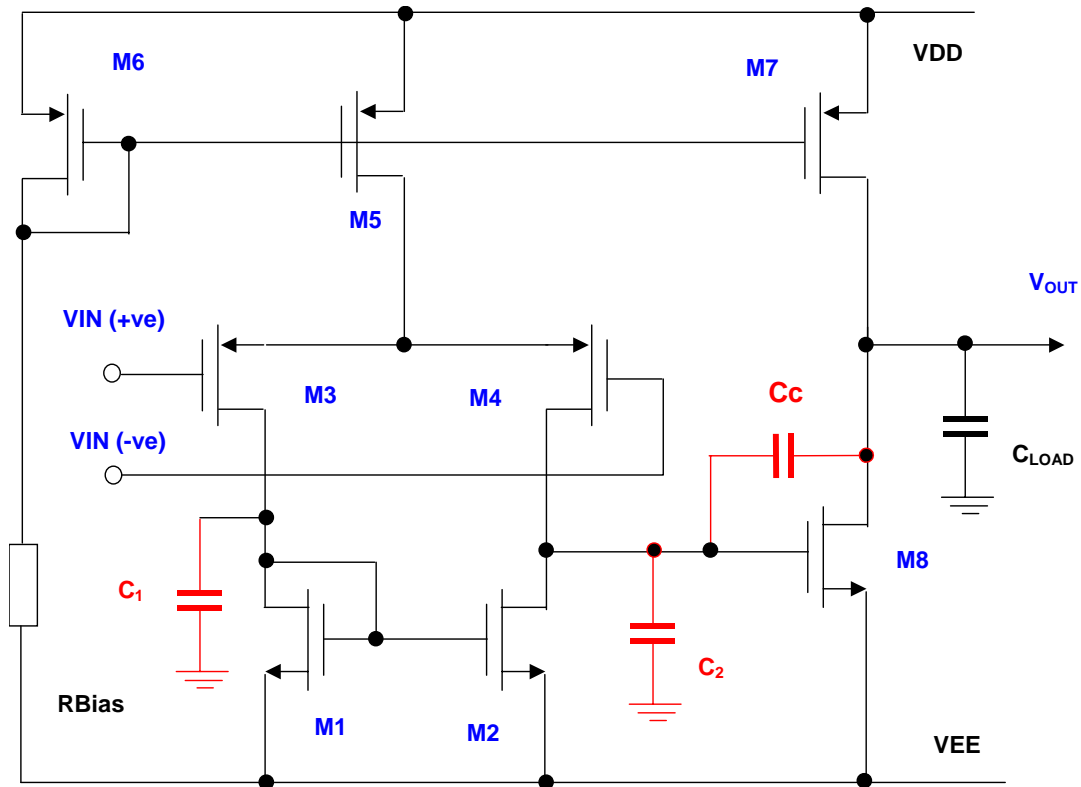 M6
M7
VDD
M5
VOUT
VIN (+ve)
M3
M4
Cc
VIN (-ve)
CLOAD
M8
C1
C2
RBias
M1
M2
VEE